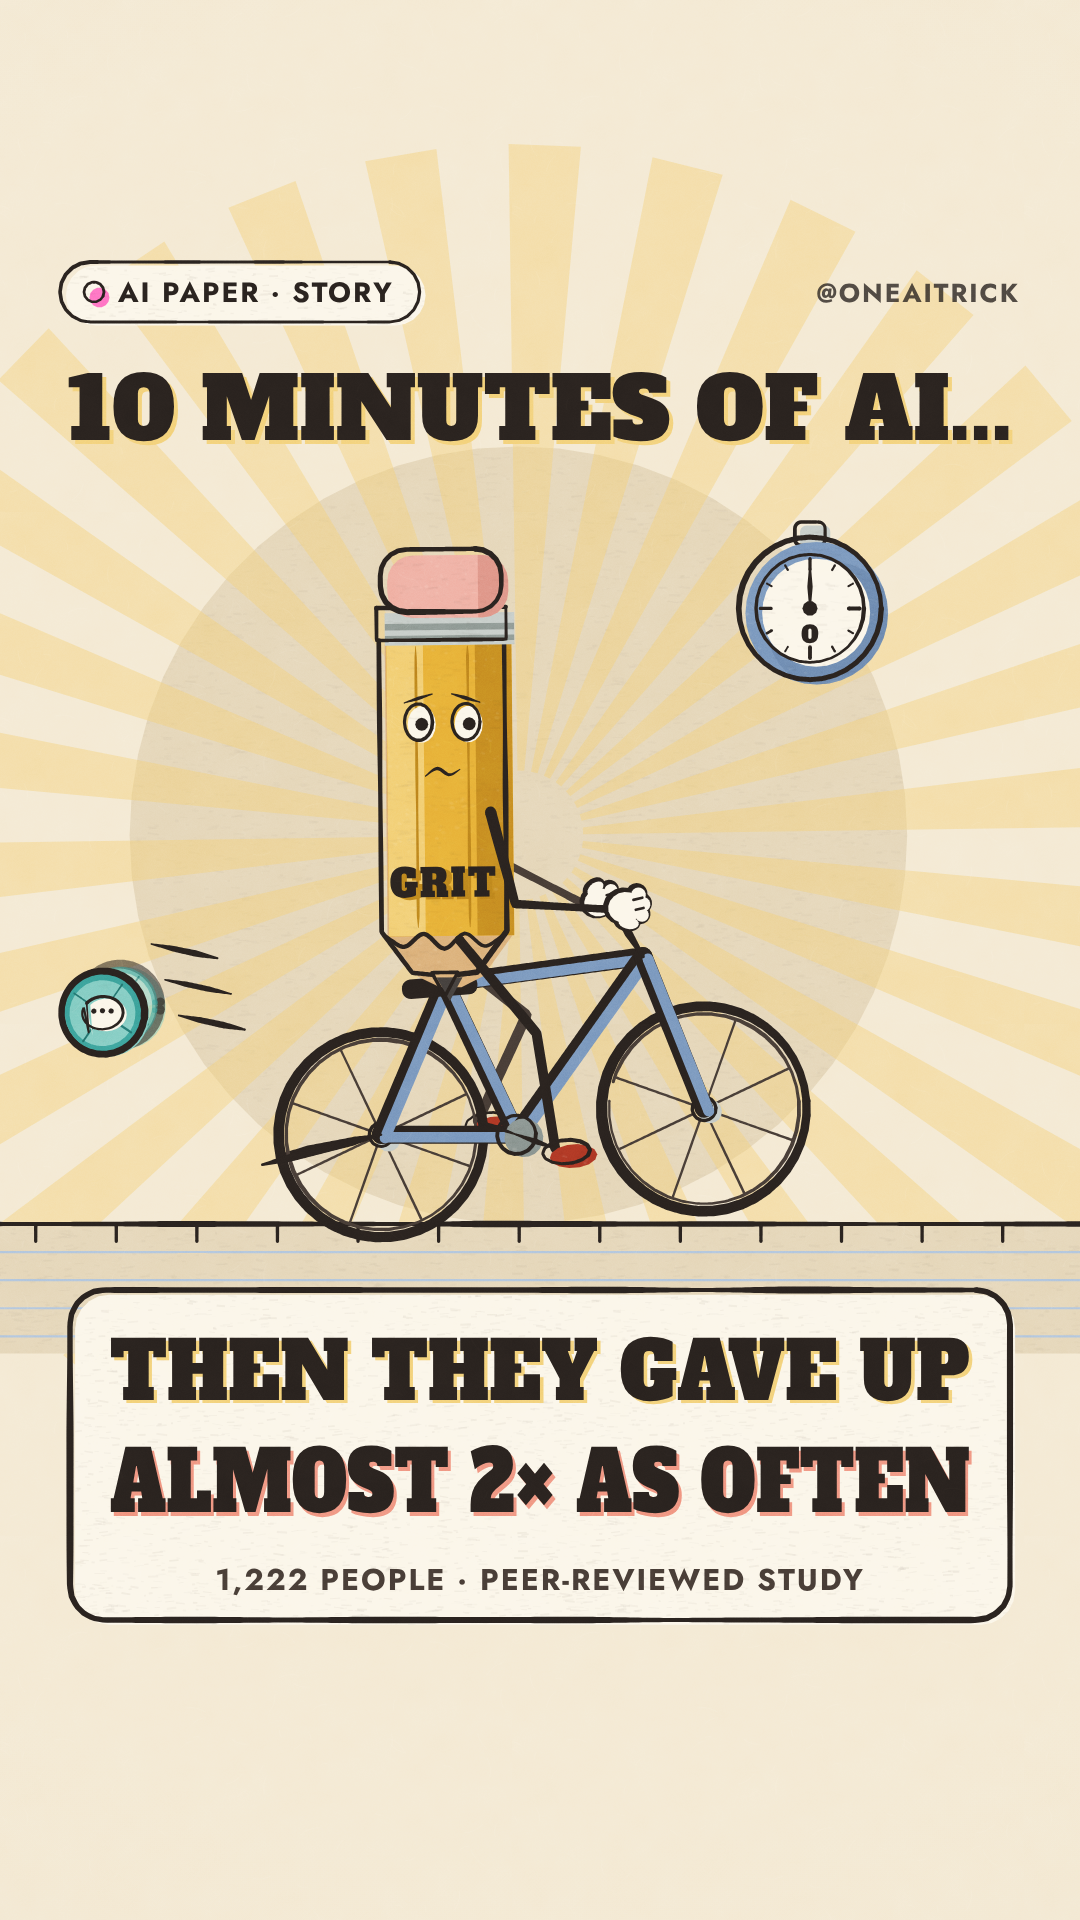 AI PAPER · STORY
@ONEAITRICK
10 MINUTES OF AI...
0
GRIT
THEN THEY GAVE UP
ALMOST 2× AS OFTEN
1,222 PEOPLE · PEER-REVIEWED STUDY